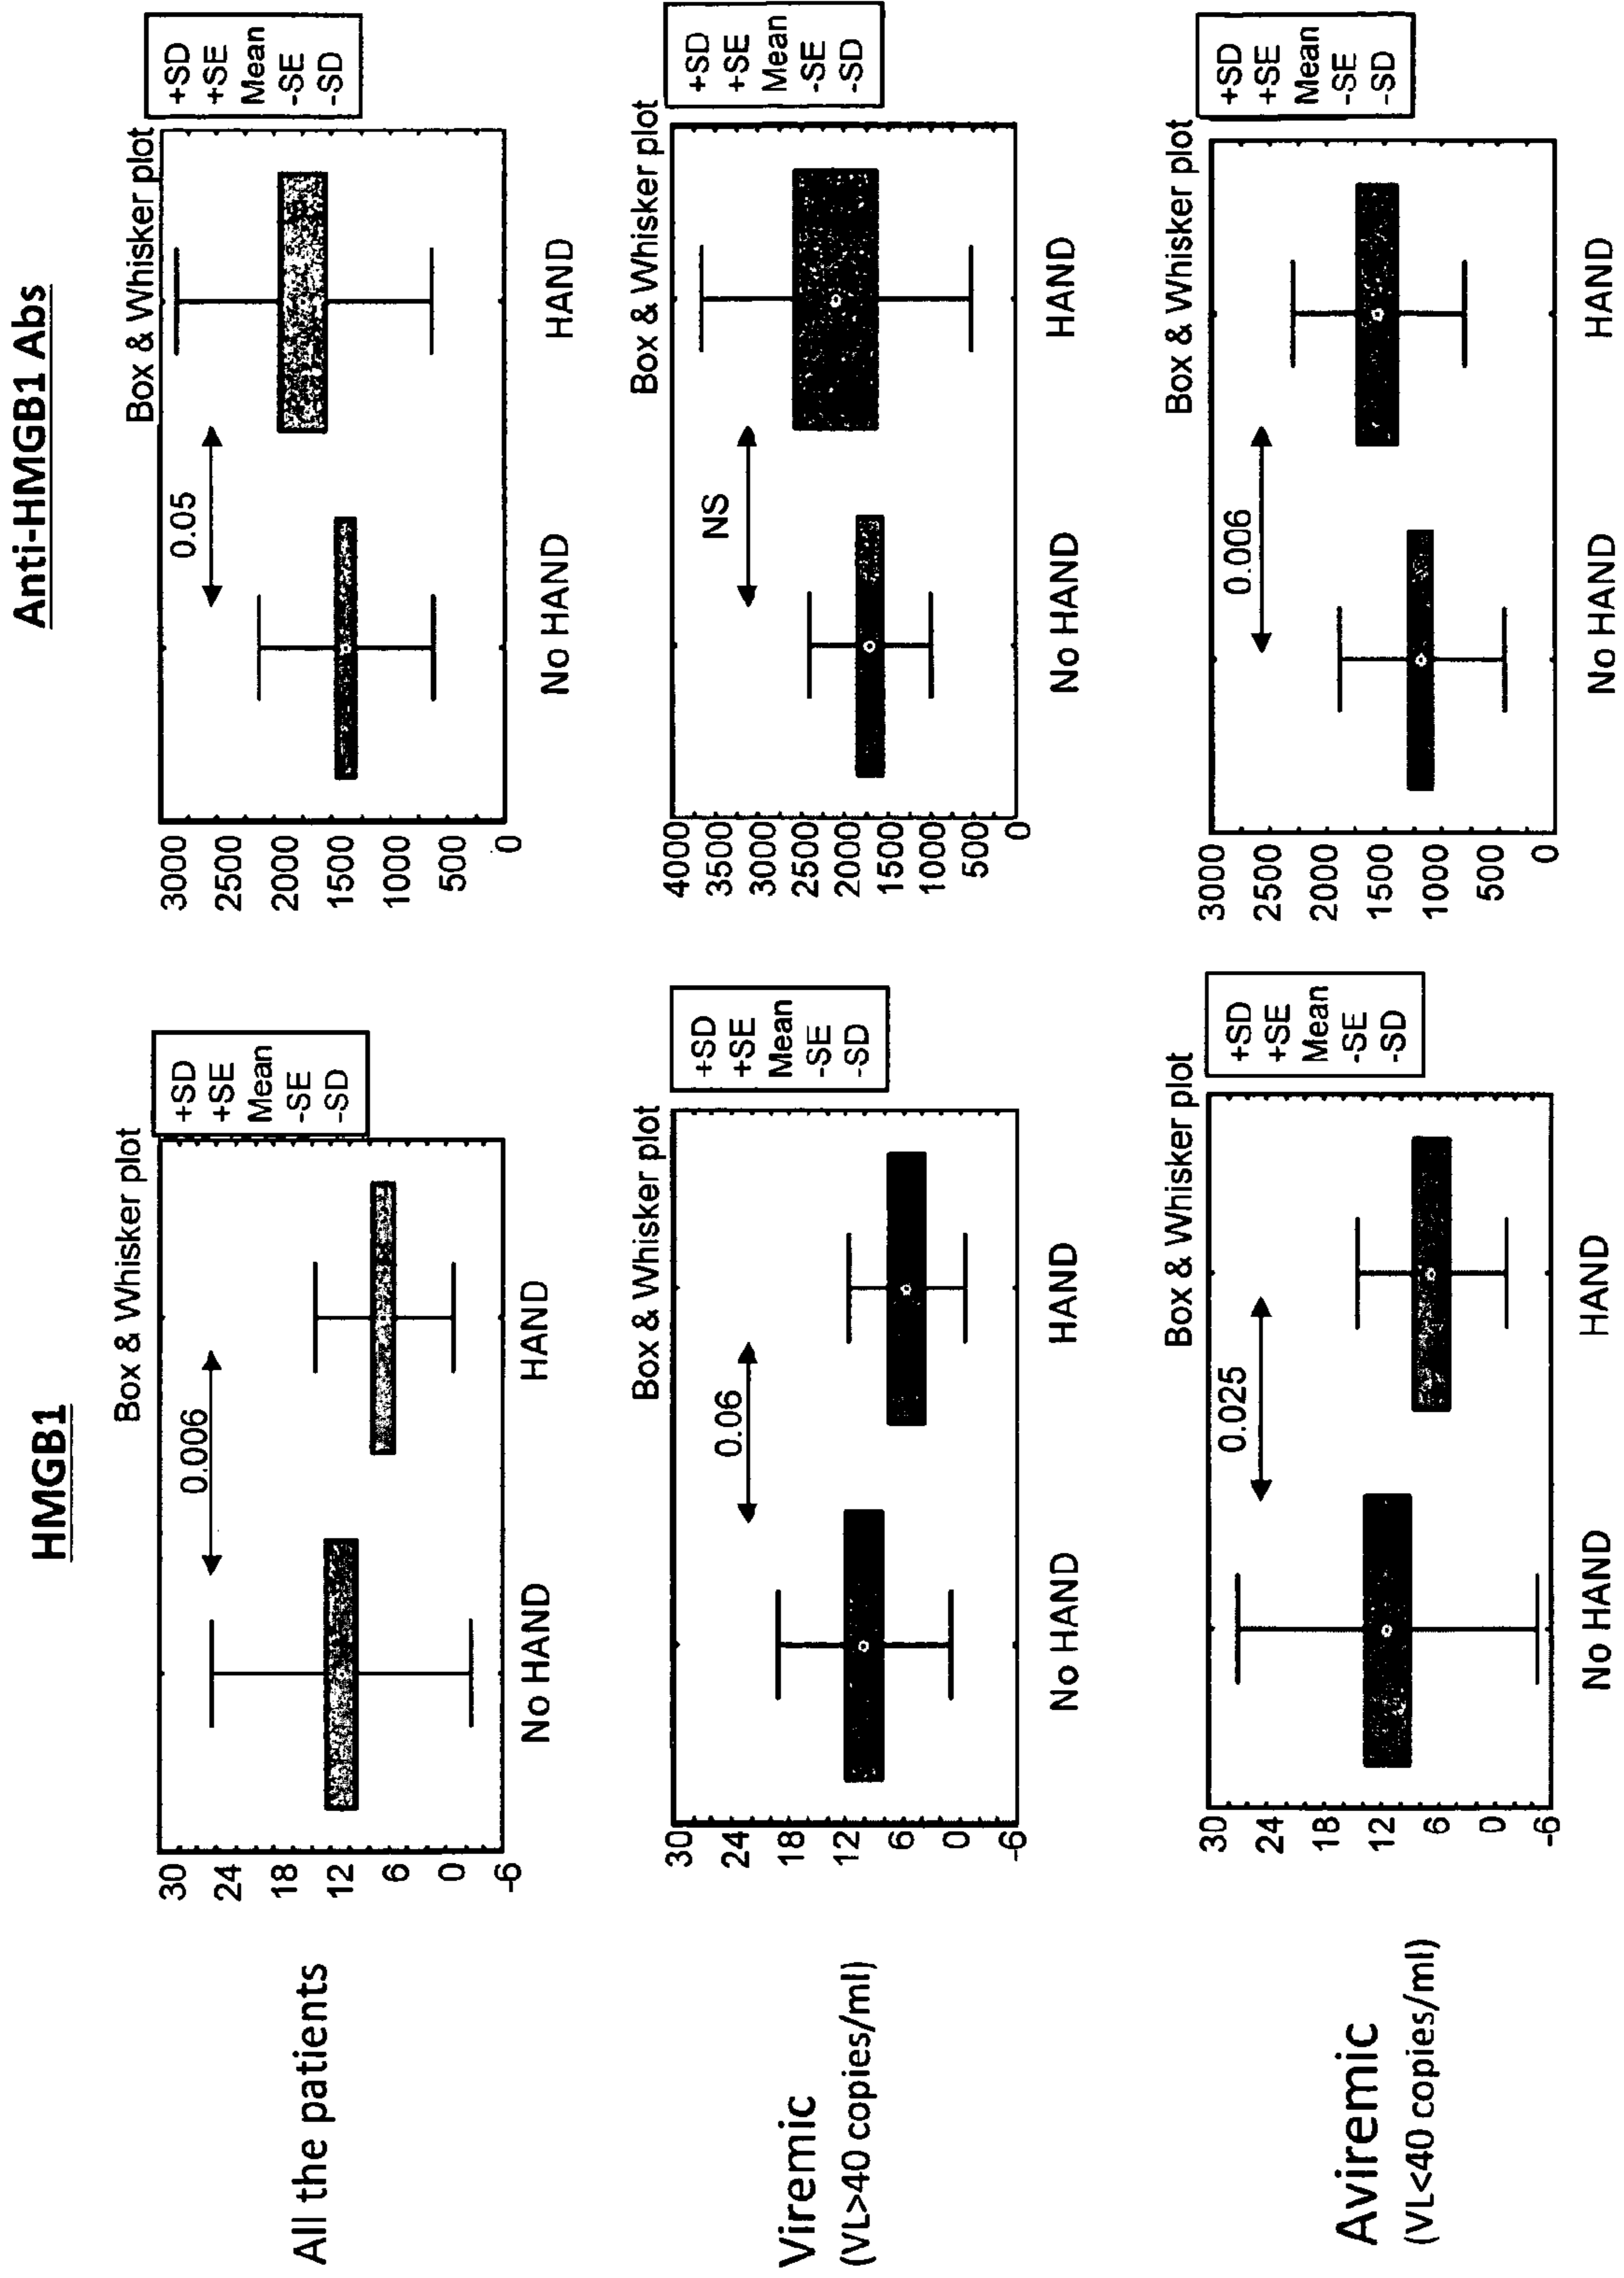 HMGB1
Anti-HMGB1 Abs
All the patients
Box & Whisker plot
30
24
18
12
6
0
-6
0.006
No HAND
HAND
+SD
+SE
Mean
-SE
-SD
Box & Whisker plot
3000
2500
2000
1500
1000
500
0
0.05
No HAND
HAND
+SD
+SE
Mean
-SE
-SD
Viremic
(VL>40 copies/ml)
Box & Whisker plot
30
24
18
12
6
0
-6
0.06
No HAND
HAND
+SD
+SE
Mean
-SE
-SD
Box & Whisker plot
4000
3500
3000
2500
2000
1500
1000
500
0
NS
No HAND
HAND
+SD
+SE
Mean
-SE
-SD
Aviremic
(VL<40 copies/ml)
Box & Whisker plot
30
24
18
12
6
0
-6
0.025
No HAND
HAND
+SD
+SE
Mean
-SE
-SD
Box & Whisker plot
3000
2500
2000
1500
1000
500
0
0.006
No HAND
HAND
+SD
+SE
Mean
-SE
-SD